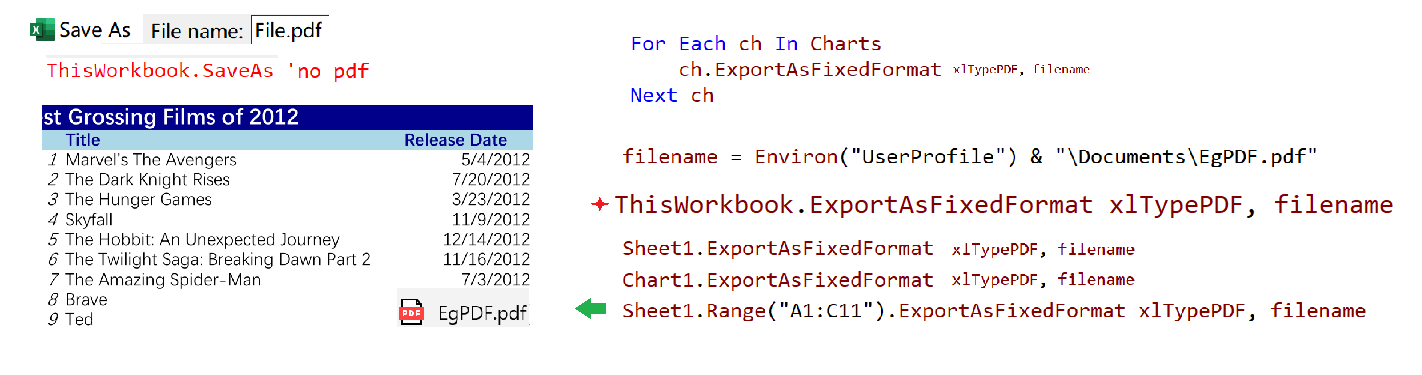 Save As File name: File.pdf
ThisWorkbook.SaveAs 'no pdf
st Grossing Films of 2012
Title Release Date
1 Marvel's The Avengers 5/4/2012
2 The Dark Knight Rises 7/20/2012
3 The Hunger Games 3/23/2012
4 Skyfall 11/9/2012
5 The Hobbit: An Unexpected Journey 12/14/2012
6 The Twilight Saga: Breaking Dawn Part 2 11/16/2012
7 The Amazing Spider-Man 7/3/2012
8 Brave
9 Ted
PDF EgPDF.pdf
For Each ch In Charts
ch.ExportAsFixedFormat xlTypePDF, filename
Next ch
filename = Environ("UserProfile") & "\Documents\EgPDF.pdf"
ThisWorkbook.ExportAsFixedFormat xlTypePDF, filename
Sheet1.ExportAsFixedFormat xlTypePDF, filename
Chart1.ExportAsFixedFormat xlTypePDF, filename
Sheet1.Range("A1:C11").ExportAsFixedFormat xlTypePDF, filename